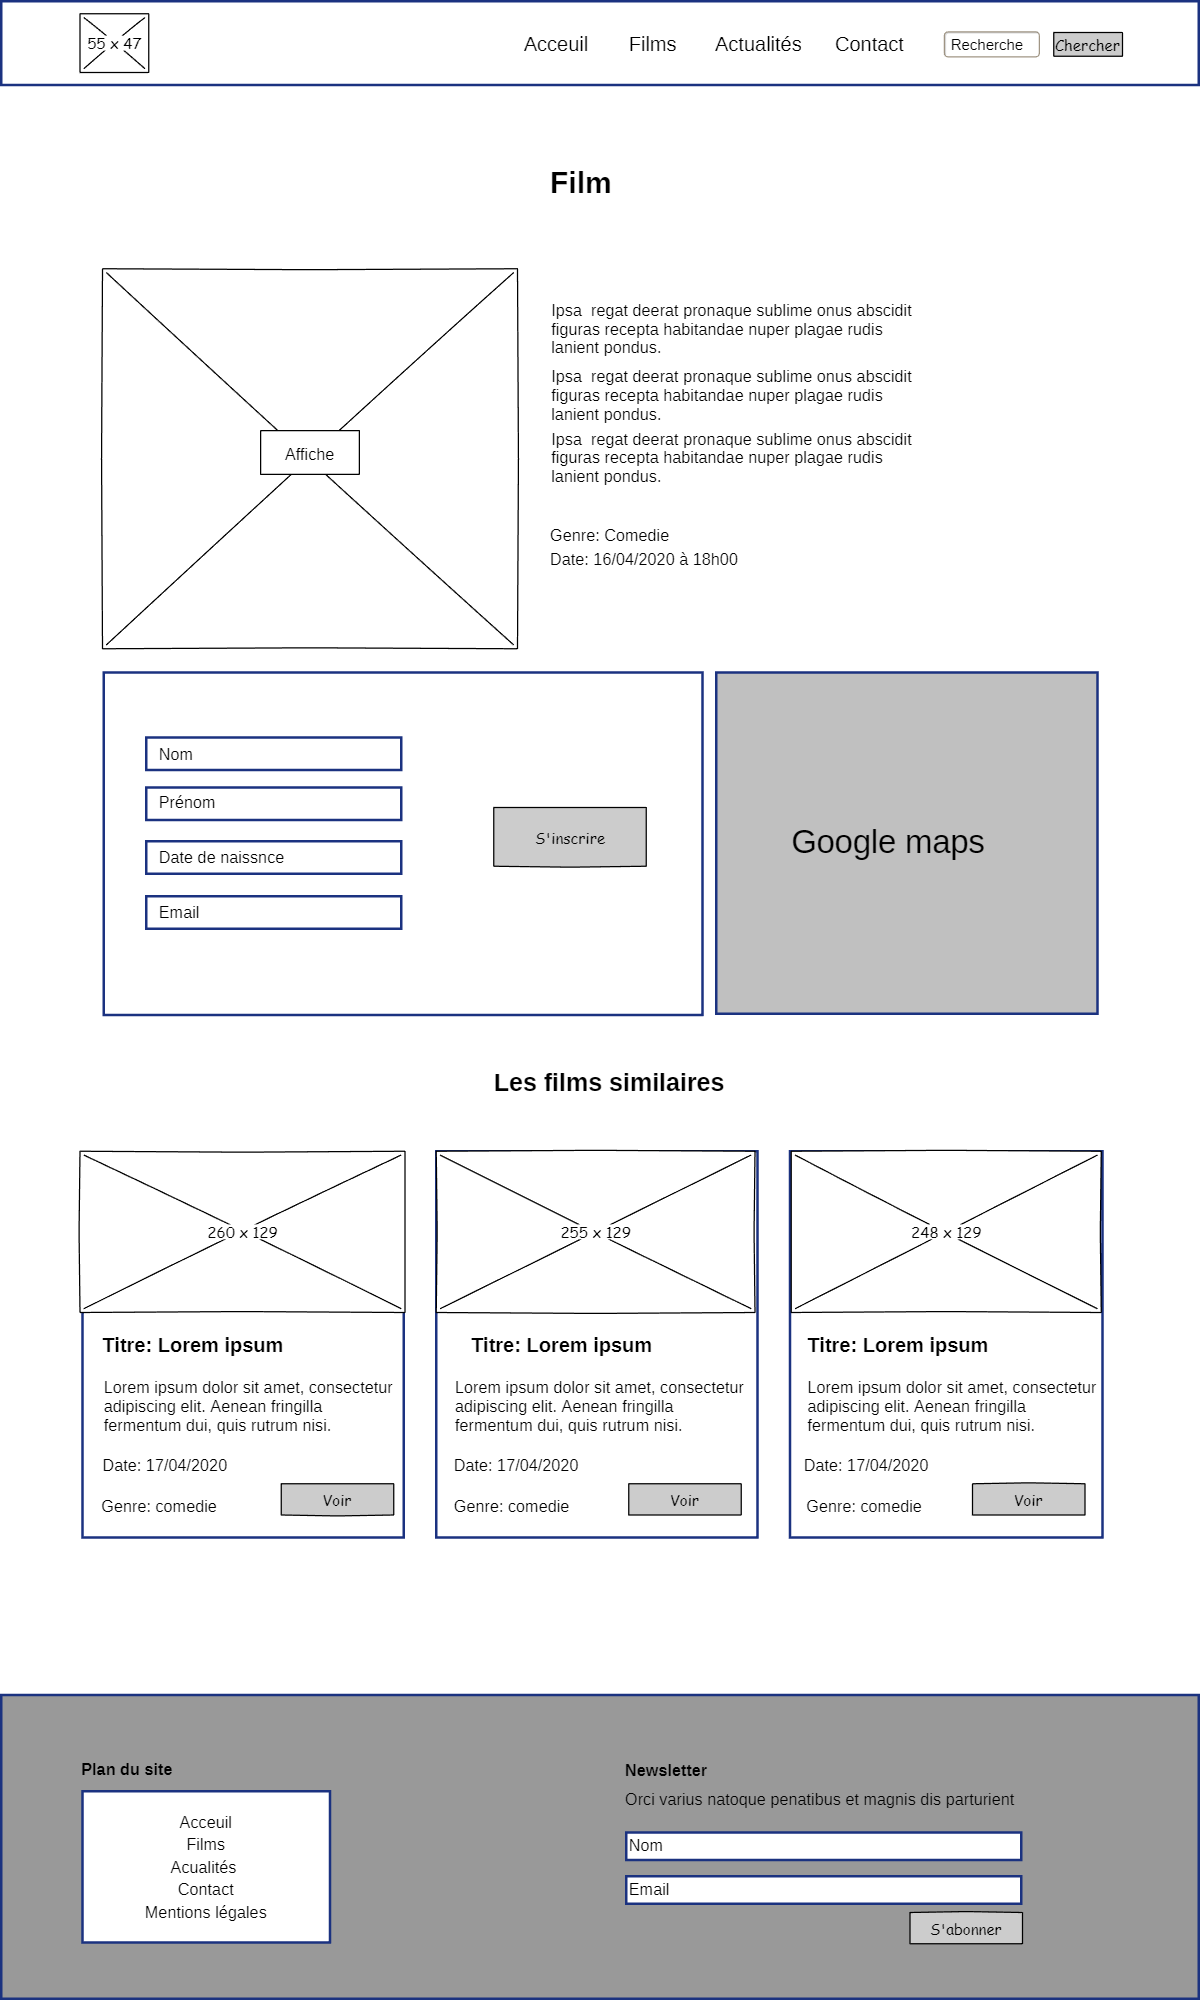 55 x 47
Acceuil
Films
Actualités
Contact
Recherche
Chercher
Film
Affiche
Ipsa  regat deerat pronaque sublime onus abscidit
figuras recepta habitandae nuper plagae rudis
lanient pondus.
Ipsa  regat deerat pronaque sublime onus abscidit
figuras recepta habitandae nuper plagae rudis
lanient pondus.
Ipsa  regat deerat pronaque sublime onus abscidit
figuras recepta habitandae nuper plagae rudis
lanient pondus.
Genre: Comedie
Date: 16/04/2020 à 18h00
Nom
Prénom
Date de naissnce
Email
S'inscrire
Google maps
Les films similaires
260 x 129
Titre: Lorem ipsum
Lorem ipsum dolor sit amet, consectetur
adipiscing elit. Aenean fringilla
fermentum dui, quis rutrum nisi.
Date: 17/04/2020
Genre: comedie
Voir
255 x 129
Titre: Lorem ipsum
Lorem ipsum dolor sit amet, consectetur
adipiscing elit. Aenean fringilla
fermentum dui, quis rutrum nisi.
Date: 17/04/2020
Genre: comedie
Voir
248 x 129
Titre: Lorem ipsum
Lorem ipsum dolor sit amet, consectetur
adipiscing elit. Aenean fringilla
fermentum dui, quis rutrum nisi.
Date: 17/04/2020
Genre: comedie
Voir
Plan du site
Acceuil
Films
Acualités
Contact
Mentions légales
Newsletter
Orci varius natoque penatibus et magnis dis parturient
Nom
Email
S'abonner